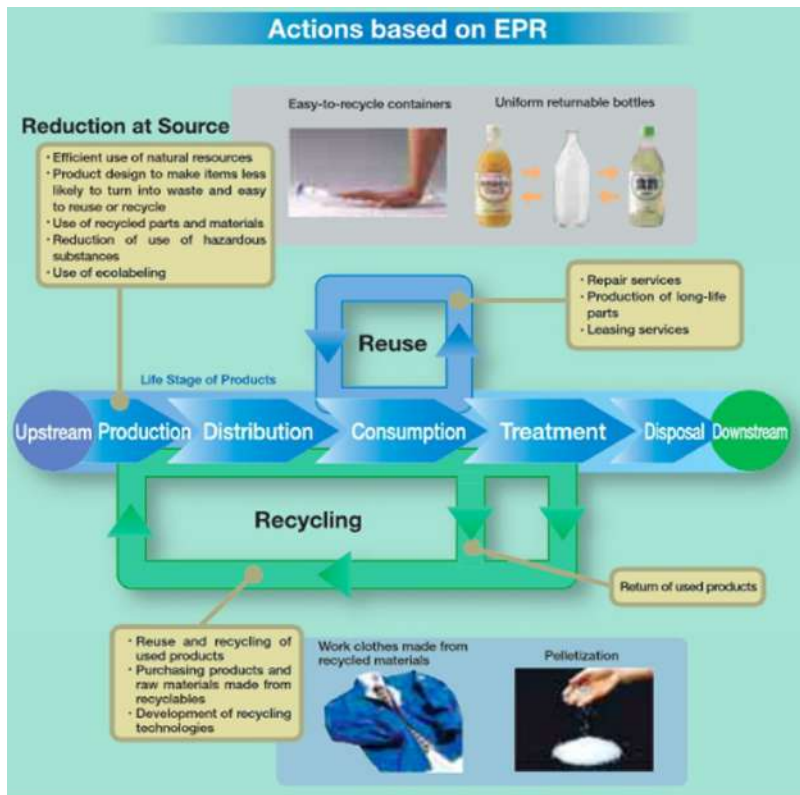 Actions based on EPR
Easy-to-recycle containers
Uniform returnable bottles
Reduction at Source
・Efficient use of natural resources
・Product design to make items less
likely to turn into waste and easy
to reuse or recycle
・Use of recycled parts and materials
・Reduction of use of hazardous
substances
・Use of ecolabeling
・Repair services
・Production of long-life
parts
・Leasing services
Reuse
Life Stage of Products
Upstream Production Distribution Consumption Treatment Disposal Downstream
Recycling
Return of used products
・Reuse and recycling of
used products
・Purchasing products and
raw materials made from
recyclables
・Development of recycling
technologies
Work clothes made from
recycled materials
Pelletization